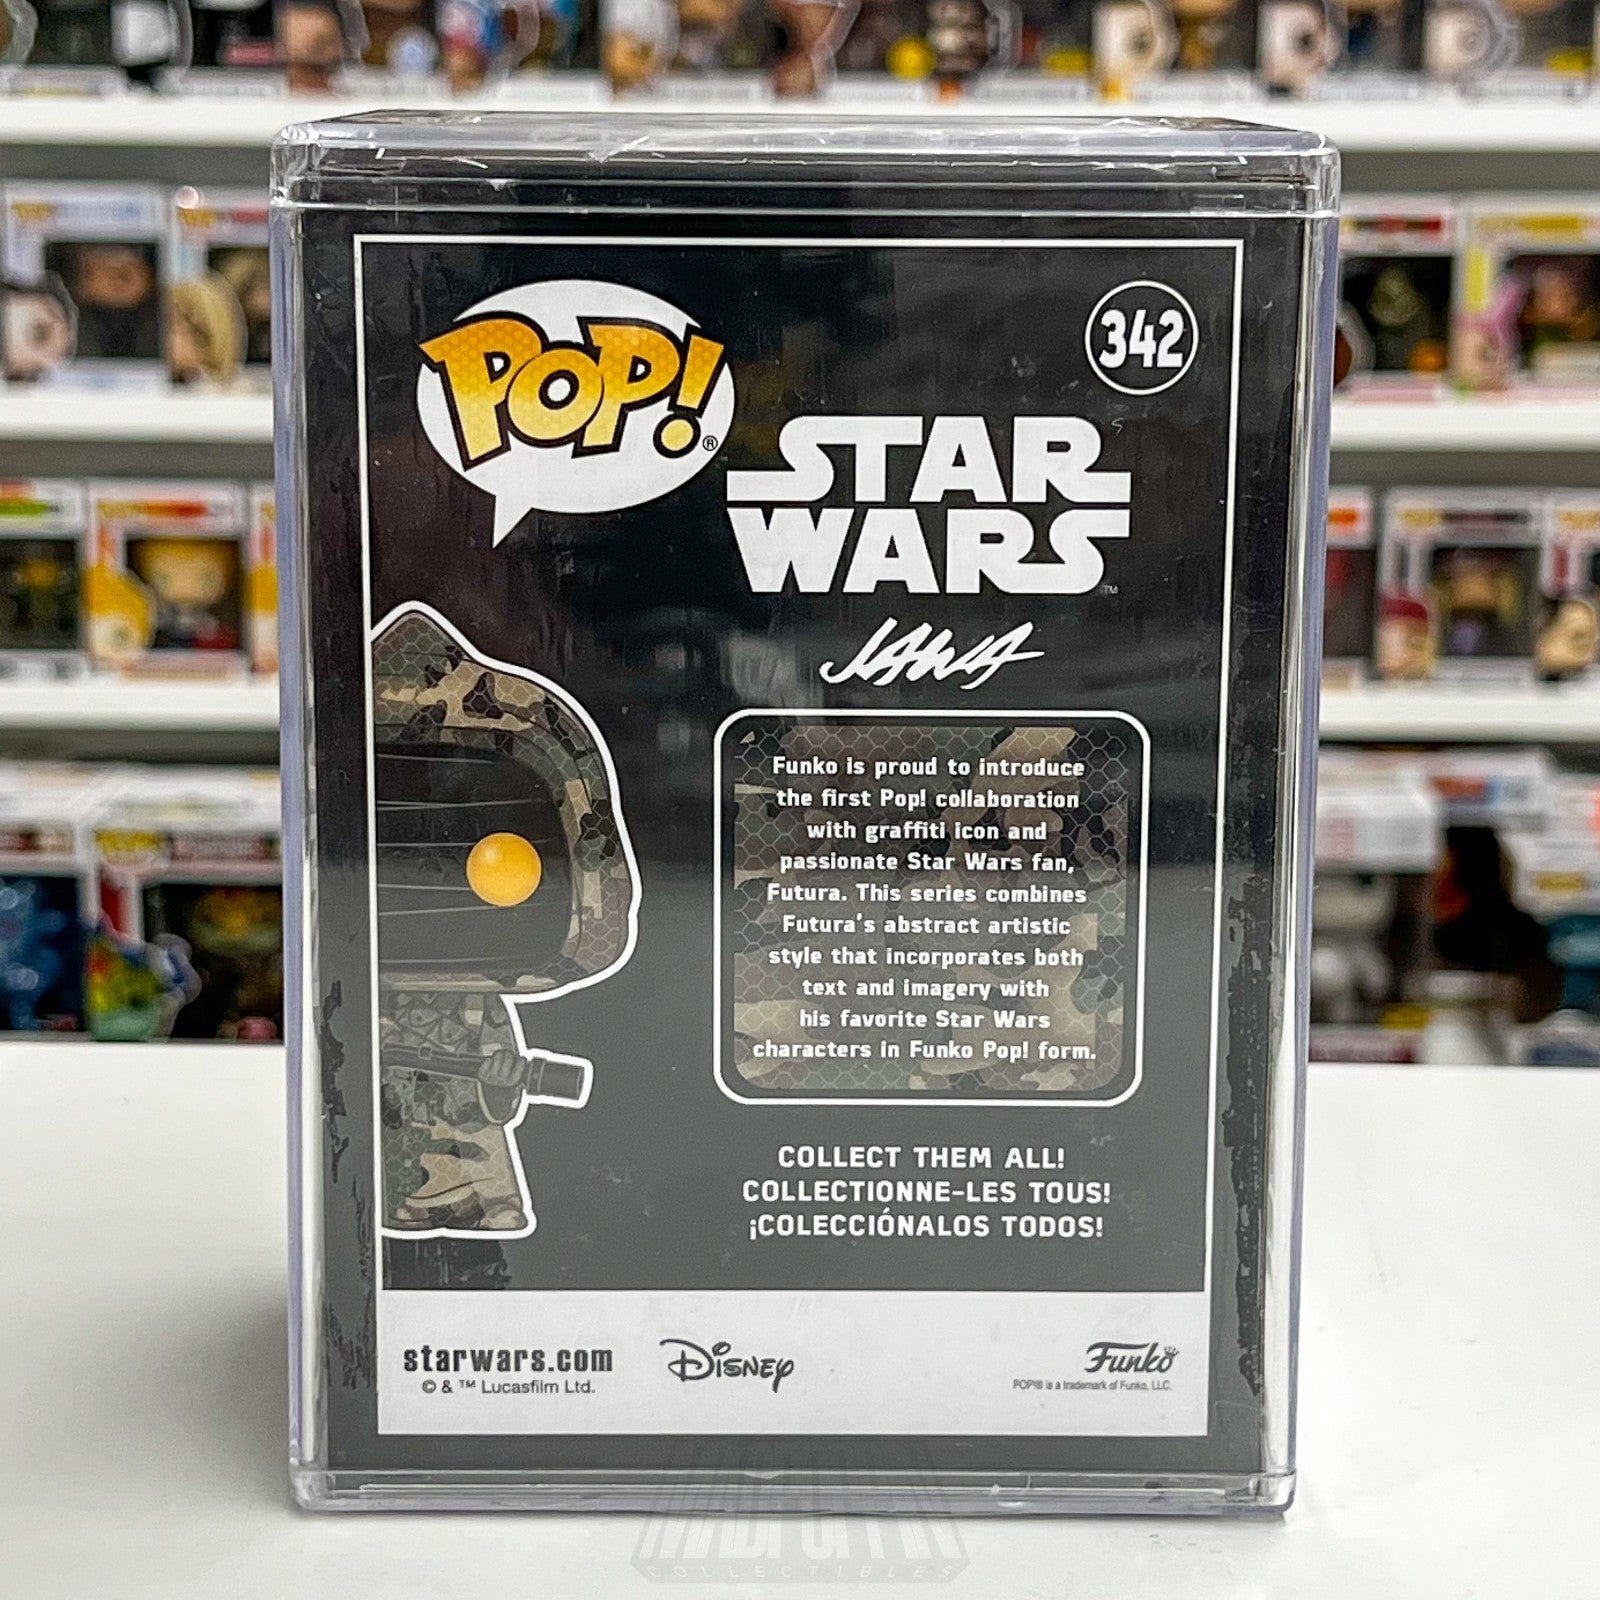 POP!®
342
STAR
WARS™
JAWA
Funko is proud to introduce
the first Pop! collaboration
with graffiti icon and
passionate Star Wars fan,
Futura. This series combines
Futura's abstract artistic
style that incorporates both
text and imagery with
his favorite Star Wars
characters in Funko Pop! form.
COLLECT THEM ALL!
COLLECTIONNE-LES TOUS!
¡COLECCIÓNALOS TODOS!
starwars.com
© & ™ Lucasfilm Ltd.
Disney
Funko
POP!® is a trademark of Funko, LLC.
COLLECTIBLES